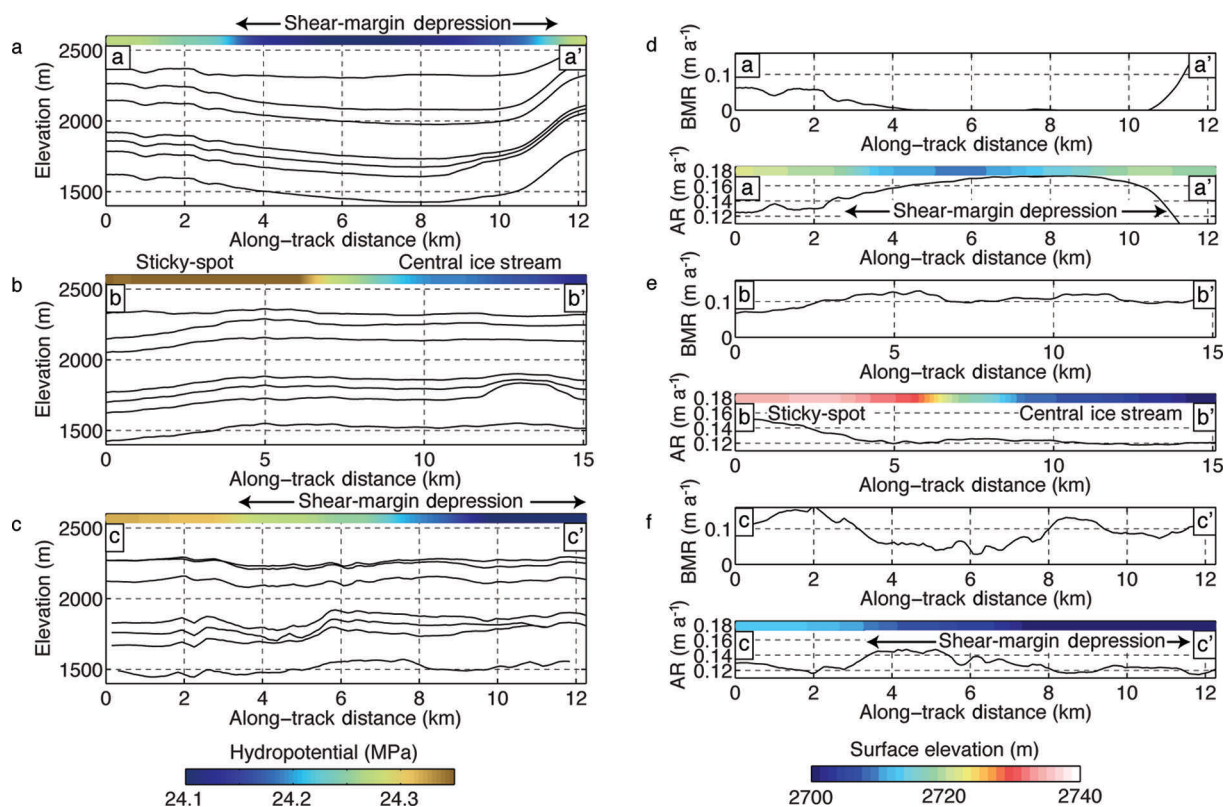 a
Shear-margin depression
2500
2000
1500
Elevation (m)
a
a'
0 2 4 6 8 10 12
Along-track distance (km)
Sticky-spot Central ice stream
b
2500
2000
1500
Elevation (m)
b
b'
0 5 10 15
Along-track distance (km)
Shear-margin depression
c
2500
2000
1500
Elevation (m)
c
c'
0 2 4 6 8 10 12
Along-track distance (km)
Hydropotential (MPa)
24.1 24.2 24.3
d
BMR (m a⁻¹)
0.1
0
a
a'
0 2 4 6 8 10 12
Along-track distance (km)
AR (m a⁻¹)
0.18
0.16
0.14
0.12
a
a'
Shear-margin depression
0 2 4 6 8 10 12
Along-track distance (km)
e
BMR (m a⁻¹)
0.1
0
b
b'
0 5 10 15
Along-track distance (km)
AR (m a⁻¹)
0.18
0.16
0.14
0.12
b
b'
Sticky-spot Central ice stream
0 5 10 15
Along-track distance (km)
f
BMR (m a⁻¹)
0.1
0
c
c'
0 2 4 6 8 10 12
Along-track distance (km)
AR (m a⁻¹)
0.18
0.16
0.14
0.12
c
c'
Shear-margin depression
0 2 4 6 8 10 12
Along-track distance (km)
Surface elevation (m)
2700 2720 2740